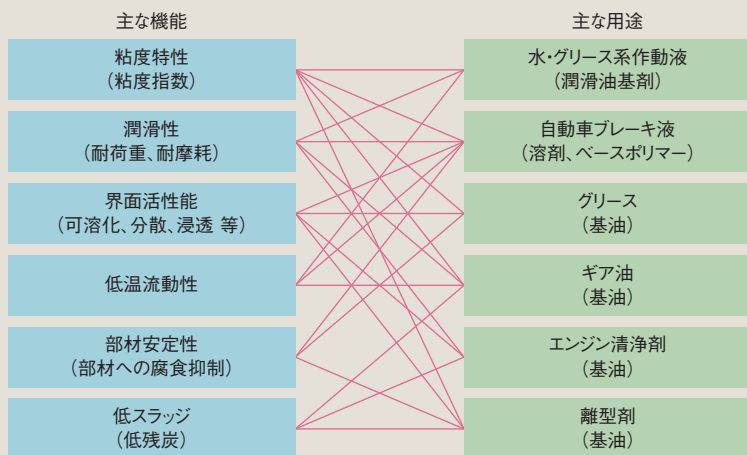 主な機能
主な用途
粘度特性
（粘度指数）
水・グリース系作動液
（潤滑油基剤）
潤滑性
（耐荷重、耐摩耗）
自動車ブレーキ液
（溶剤、ベースポリマー）
界面活性能
（可溶化、分散、浸透 等）
グリース
（基油）
低温流動性
ギア油
（基油）
部材安定性
（部材への腐食抑制）
エンジン清浄剤
（基油）
低スラッジ
（低残炭）
離型剤
（基油）